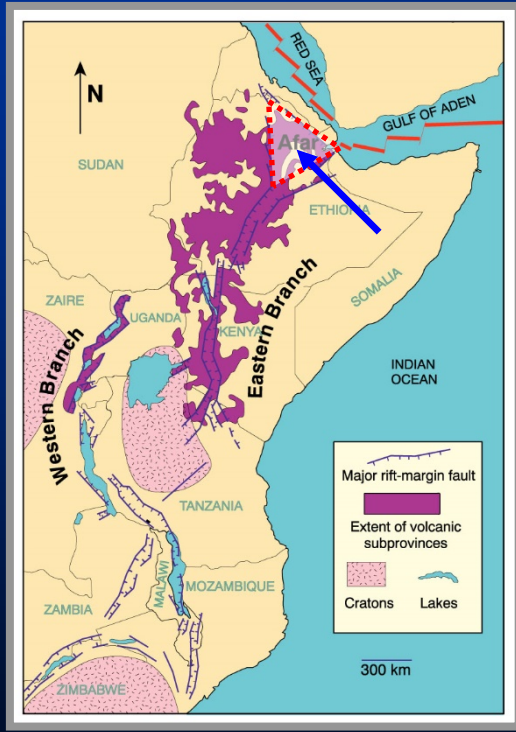 N
RED SEA
GULF OF ADEN
Afar
SUDAN
ETHIOPIA
SOMALIA
ZAIRE
UGANDA
KENYA
Western Branch
Eastern Branch
INDIAN
OCEAN
TANZANIA
MALAWI
MOZAMBIQUE
ZAMBIA
ZIMBABWE
Major rift-margin fault
Extent of volcanic
subprovinces
Cratons
Lakes
300 km